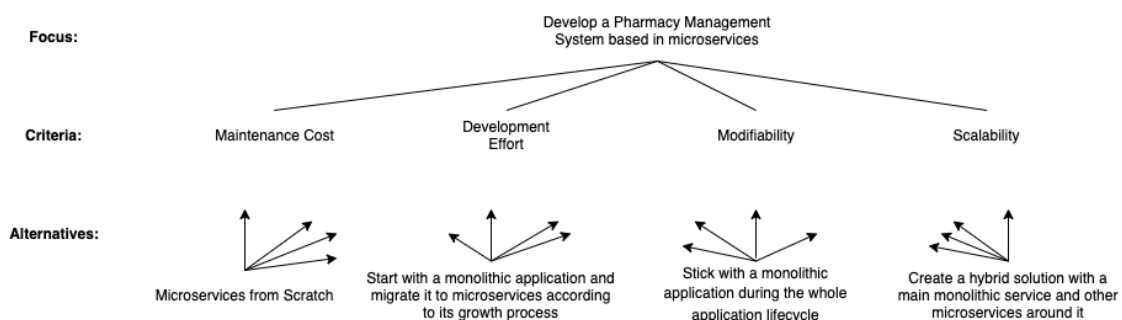 Focus:
Develop a Pharmacy Management
System based in microservices
Criteria:
Maintenance Cost
Development
Effort
Modifiability
Scalability
Alternatives:
Microservices from Scratch
Start with a monolithic application and
migrate it to microservices according
to its growth process
Stick with a monolithic
application during the whole
application lifecycle
Create a hybrid solution with a
main monolithic service and other
microservices around it